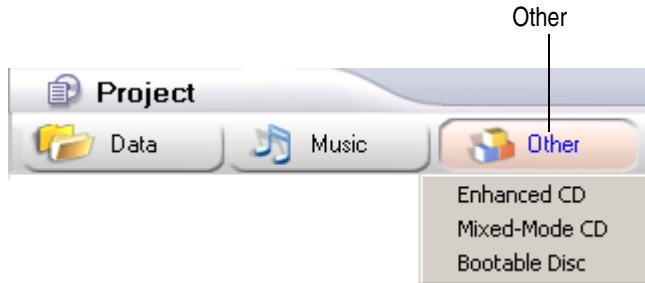 Other
Project
Data Music Other
Enhanced CD
Mixed-Mode CD
Bootable Disc